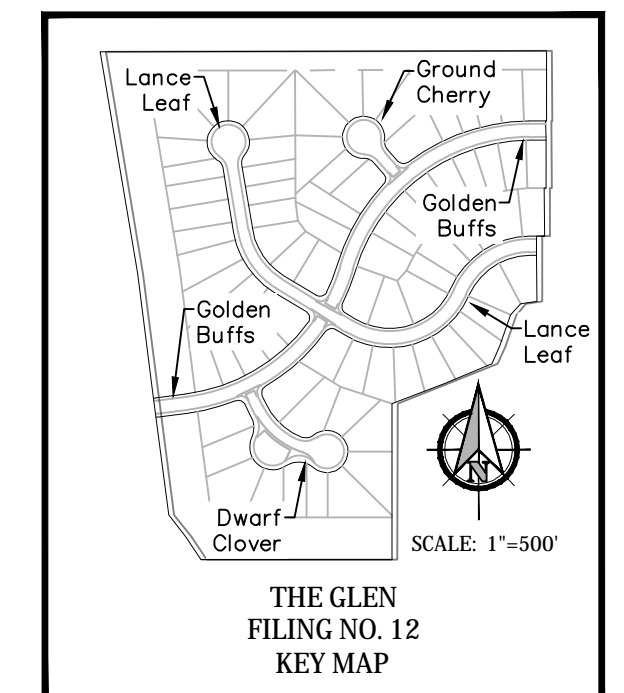 Lance
Leaf
Ground
Cherry
Golden
Buffs
Golden
Buffs
Lance
Leaf
Dwarf
Clover
N
SCALE: 1"=500'
THE GLEN
FILING NO. 12
KEY MAP